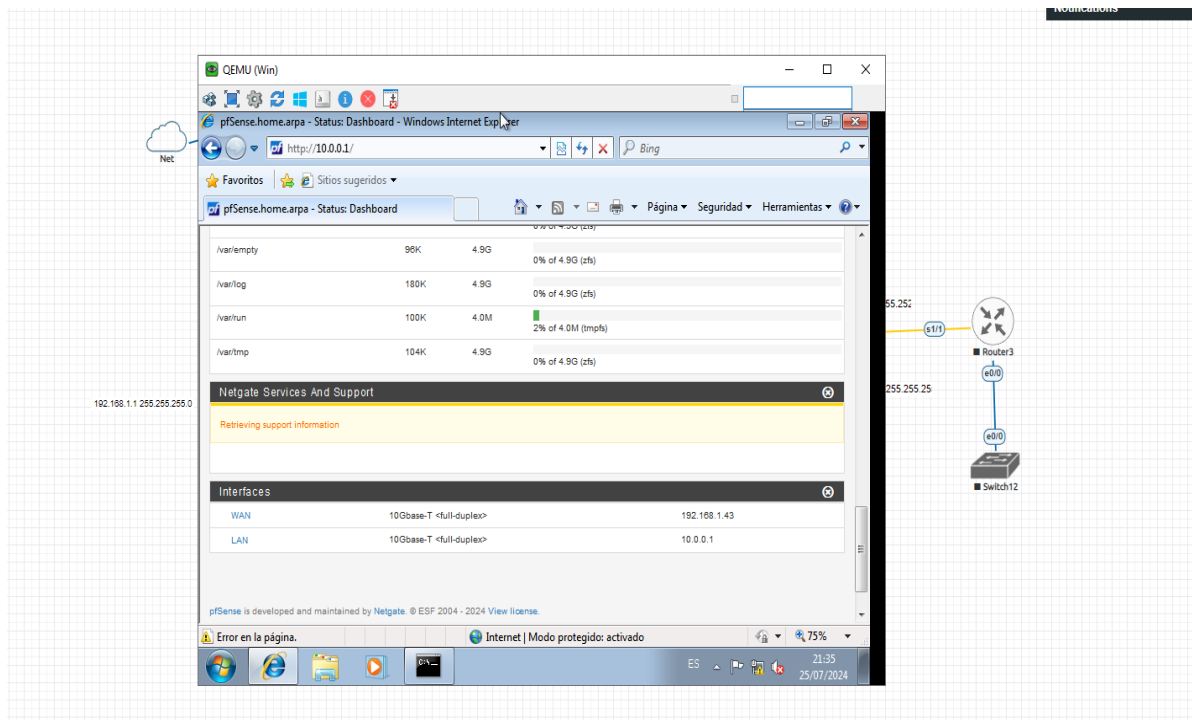 Notifications
QEMU (Win)
pfSense.home.arpa - Status: Dashboard - Windows Internet Explorer
http://10.0.0.1/
Bing
Net
Favoritos
Sitios sugeridos
pfSense.home.arpa - Status: Dashboard
Página
Seguridad
Herramientas
0% of 4.9G (zfs)
/var/empty 96K 4.9G
0% of 4.9G (zfs)
/var/log 180K 4.9G
0% of 4.9G (zfs)
/var/run 100K 4.0M
2% of 4.0M (tmpfs)
/var/tmp 104K 4.9G
0% of 4.9G (zfs)
55.252
s1/1
Router3
e0/0
255.255.25
192.168.1.1 255.255.255.0
Netgate Services And Support
Retrieving support information
e0/0
Switch12
Interfaces
WAN 10Gbase-T <full-duplex> 192.168.1.43
LAN 10Gbase-T <full-duplex> 10.0.0.1
pfSense is developed and maintained by Netgate. © ESF 2004 - 2024 View license.
Error en la página.
Internet | Modo protegido: activado
75%
ES
21:35
25/07/2024